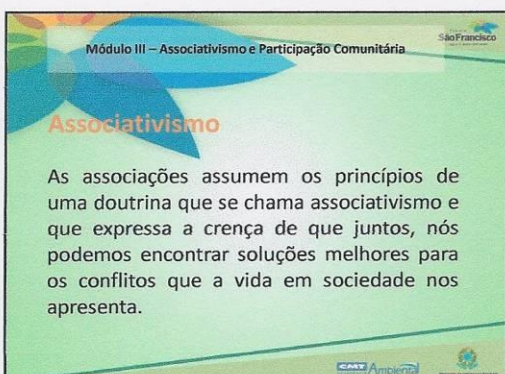 São Francisco
Módulo III – Associativismo e Participação Comunitária
Associativismo
As associações assumem os princípios de
uma doutrina que se chama associativismo e
que expressa a crença de que juntos, nós
podemos encontrar soluções melhores para
os conflitos que a vida em sociedade nos
apresenta.
CMT Ambiental